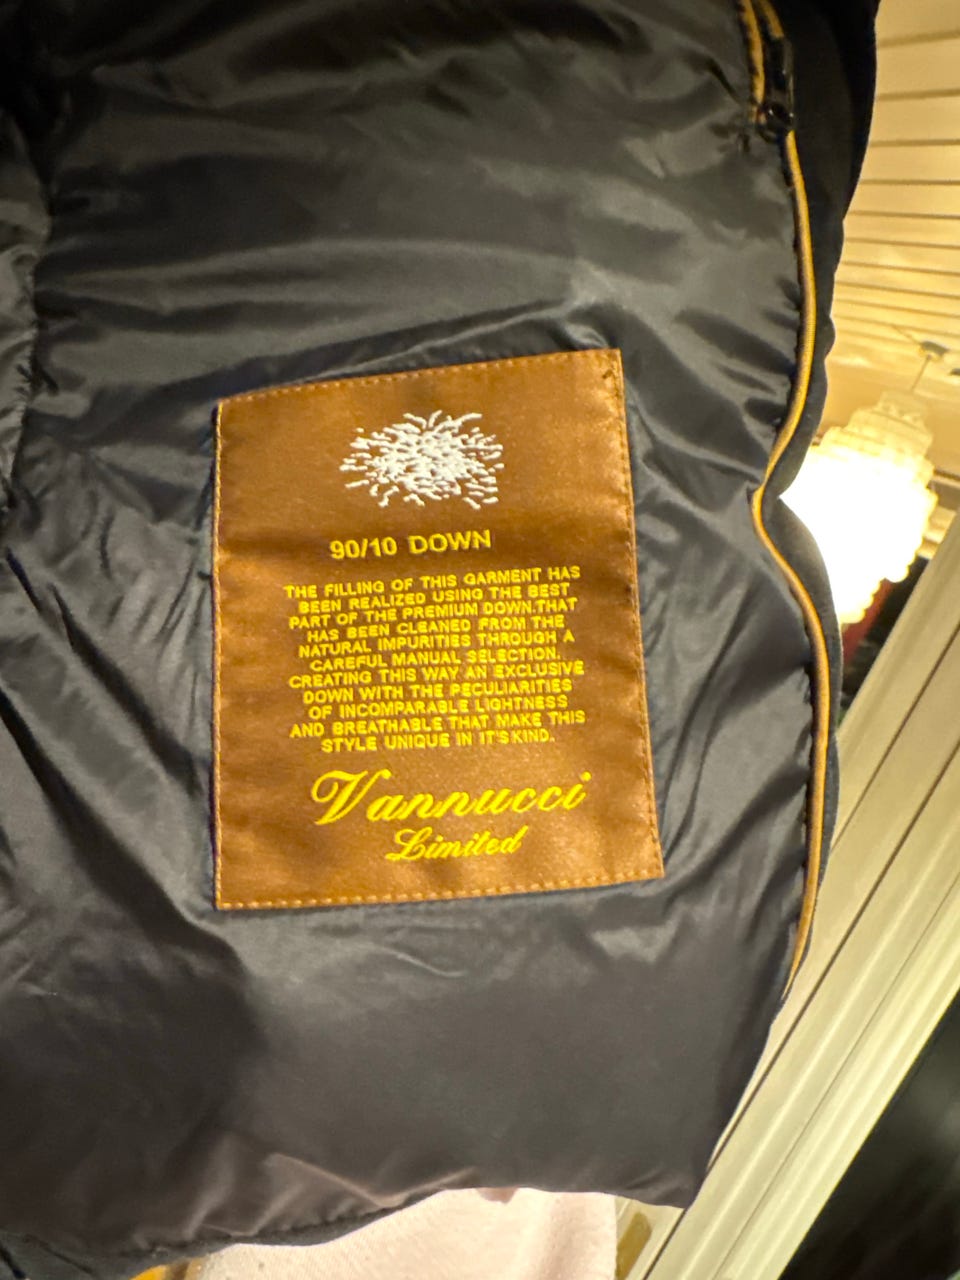 90/10 DOWN
THE FILLING OF THIS GARMENT HAS
BEEN REALIZED USING THE BEST
PART OF THE PREMIUM DOWN.THAT
HAS BEEN CLEANED FROM THE
NATURAL IMPURITIES THROUGH A
CAREFUL MANUAL SELECTION.
CREATING THIS WAY AN EXCLUSIVE
DOWN WITH THE PECULIARITIES
OF INCOMPARABLE LIGHTNESS
AND BREATHABLE THAT MAKE THIS
STYLE UNIQUE IN IT'S KIND.
Vannucci
Limited